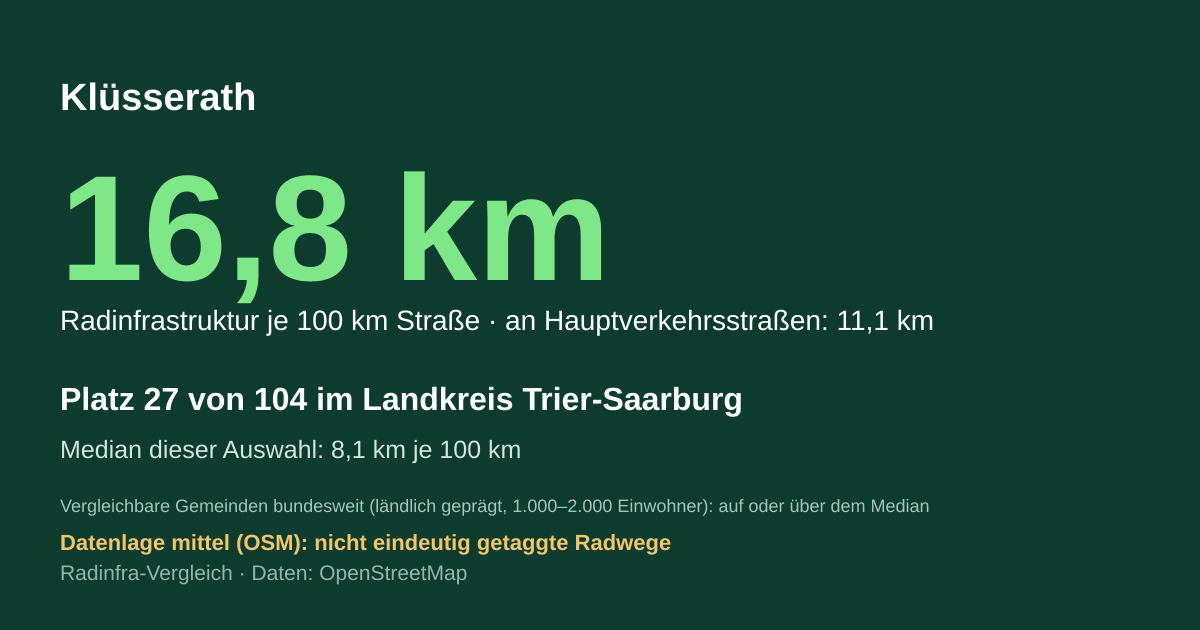 Klüsserath
16,8 km
Radinfrastruktur je 100 km Straße · an Hauptverkehrsstraßen: 11,1 km
Platz 27 von 104 im Landkreis Trier-Saarburg
Median dieser Auswahl: 8,1 km je 100 km
Vergleichbare Gemeinden bundesweit (ländlich geprägt, 1.000–2.000 Einwohner): auf oder über dem Median
Datenlage mittel (OSM): nicht eindeutig getaggte Radwege
Radinfra-Vergleich · Daten: OpenStreetMap